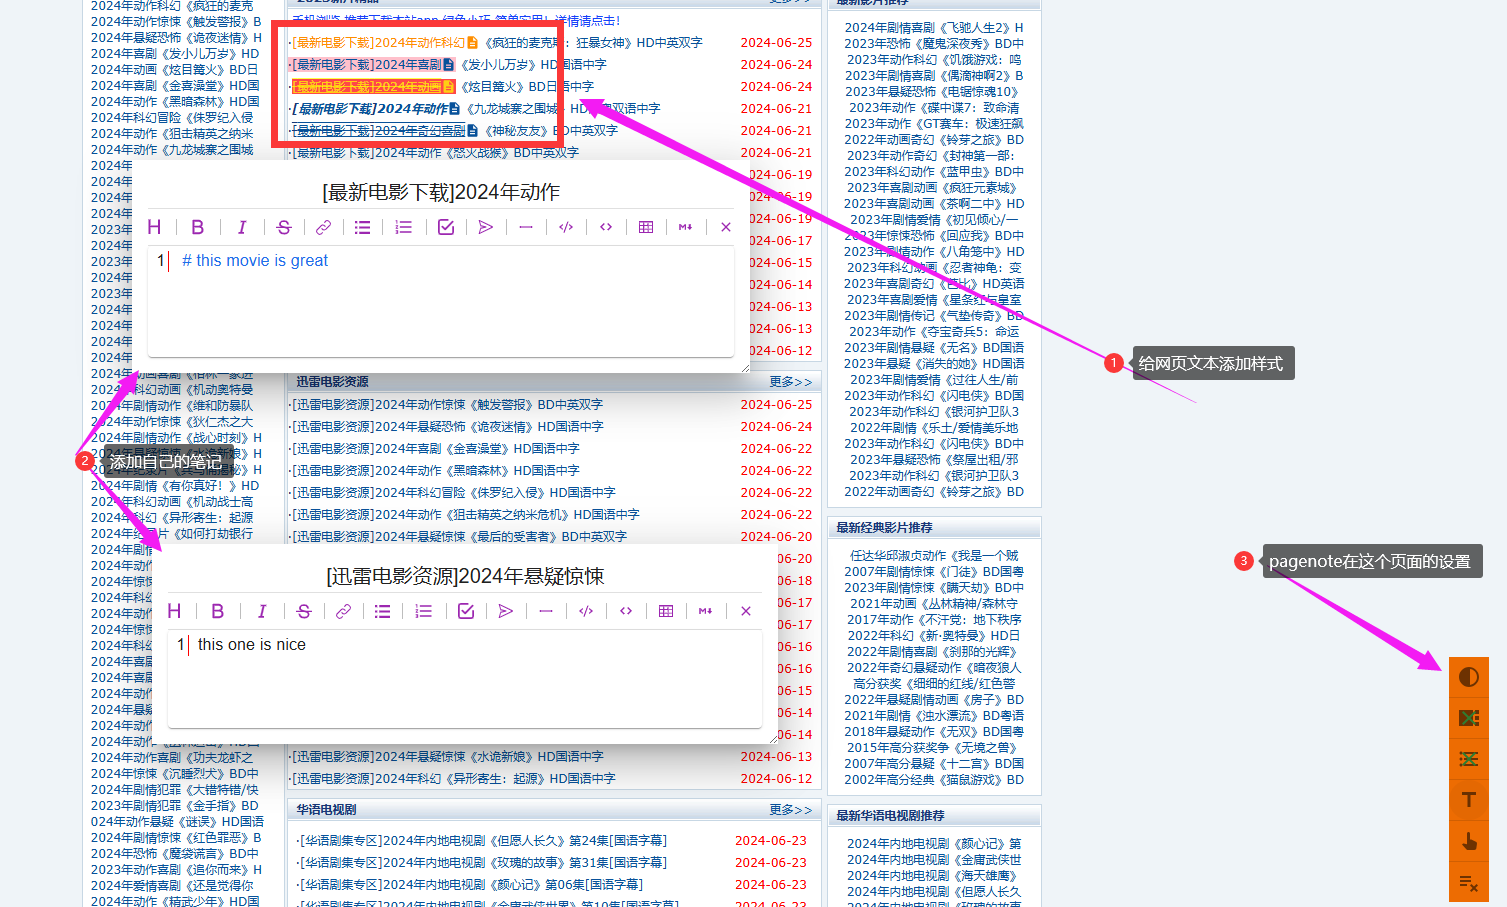 2024年动作科幻《疯狂的麦克
2024年动作惊悚《触发警报》B
2024年悬疑恐怖《诡夜迷情》H
2024年喜剧《发小儿万岁》HD
2024年动画《炫目篝火》BD日
2024年喜剧《金喜澡堂》HD国
2024年动作《黑暗森林》HD国
2024年科幻冒险《侏罗纪入侵
2024年动作《狙击精英之纳米
2024年动作《九龙城寨之围城
·[最新电影下载]2024年动作科幻《疯狂的麦克斯：狂暴女神》HD中英双字 2024-06-25
·[最新电影下载]2024年喜剧《发小儿万岁》HD国语中字 2024-06-24
·[最新电影下载]2024年动画《炫目篝火》BD日语中字 2024-06-24
·[最新电影下载]2024年动作《九龙城寨之围城》HD国粤双语中字 2024-06-21
·[最新电影下载]2024年奇幻喜剧《神秘友友》BD中英双字 2024-06-21
·[最新电影下载]2024年动作《怒火战猴》BD中英双字 2024-06-21
[最新电影下载]2024年动作
H B I S
1 # this movie is great
迅雷电影资源 更多>>
·[迅雷电影资源]2024年动作惊悚《触发警报》BD中英双字 2024-06-25
·[迅雷电影资源]2024年悬疑恐怖《诡夜迷情》HD国语中字 2024-06-24
·[迅雷电影资源]2024年喜剧《金喜澡堂》HD国语中字 2024-06-22
·[迅雷电影资源]2024年动作《黑暗森林》HD国语中字 2024-06-22
·[迅雷电影资源]2024年科幻冒险《侏罗纪入侵》HD国语中字 2024-06-22
·[迅雷电影资源]2024年动作《狙击精英之纳米危机》HD国语中字 2024-06-22
·[迅雷电影资源]2024年悬疑惊悚《最后的受害者》BD中英双字 2024-06-20
[迅雷电影资源]2024年悬疑惊悚
H B I S
1 this one is nice
·[迅雷电影资源]2024年悬疑惊悚《水诡新娘》HD国语中字 2024-06-13
·[迅雷电影资源]2024年科幻《异形寄生：起源》HD国语中字 2024-06-12
华语电视剧 更多>>
·[华语剧集专区]2024年内地电视剧《但愿人长久》第24集[国语字幕] 2024-06-23
·[华语剧集专区]2024年内地电视剧《玫瑰的故事》第31集[国语字幕] 2024-06-23
·[华语剧集专区]2024年内地电视剧《颜心记》第06集[国语字幕] 2024-06-23
2024年科幻动画《机动奥特曼
2024年剧情动作《维和防暴队
2024年动作惊悚《狄仁杰之大
2024年剧情动作《战心时刻》H
2 添加自己的笔记
2024年剧情《有你真好！》HD
2024年科幻动画《机动战士高
2024年科幻《异形寄生：起源
2024年动作喜剧《功夫龙虾之
2024年惊悚《沉睡烈犬》BD中
2024年剧情犯罪《大错特错/快
2023年剧情犯罪《金手指》BD
024年动作悬疑《谜误》HD国语
2024年剧情惊悚《红色罪恶》B
2024年恐怖《魔袋谎言》BD中
2023年动作喜剧《追你而来》H
2024年爱情喜剧《还是觉得你
2024年动作《精武少年》HD国
2024年剧情喜剧《飞驰人生2》H
2023年恐怖《魔鬼深夜秀》BD中
2023年动作科幻《饥饿游戏：鸣
2023年剧情喜剧《偶滴神啊2》B
2023年悬疑恐怖《电锯惊魂10》
2023年动作《碟中谍7：致命清
2023年动作《GT赛车：极速狂飙
2022年动画奇幻《铃芽之旅》BD
2023年动作奇幻《封神第一部：
2023年科幻动作《蓝甲虫》BD中
2023年喜剧动画《疯狂元素城》
2023年喜剧动画《茶啊二中》HD
2023年剧情爱情《初见倾心/一
2023年惊悚恐怖《回应我》BD中
2023年剧情动作《八角笼中》HD
2023年科幻动画《忍者神龟：变
2023年喜剧奇幻《芭比》HD英语
2023年喜剧爱情《星条红与皇室
2023年剧情传记《气垫传奇》BD
2023年动作《夺宝奇兵5：命运
2023年剧情悬疑《无名》BD国语
2023年悬疑《消失的她》HD国语
2023年剧情爱情《过往人生/前
2023年动作科幻《闪电侠》BD国
2023年动作科幻《银河护卫队3
2022年剧情《乐土/爱情美乐地
2023年动作科幻《闪电侠》BD中
2023年悬疑恐怖《祭屋出租/邪
2023年动作科幻《银河护卫队3
2022年动画奇幻《铃芽之旅》BD
最新经典影片推荐
任达华邱淑贞动作《我是一个贼
2007年剧情惊悚《门徒》BD国粤
2023年剧情惊悚《瞒天劫》BD中
2021年动画《丛林精神/森林守
2017年动作《不汗党：地下秩序
2022年科幻《新·奥特曼》HD日
2022年剧情喜剧《刹那的光辉》
2022年奇幻悬疑动作《暗夜狼人
高分获奖《细细的红线/红色警
2022年悬疑剧情动画《房子》BD
2021年剧情《浊水漂流》BD粤语
2018年悬疑动作《无双》BD国粤
2015年高分获奖争《无境之兽》
2007年高分悬疑《十二宫》BD国
2002年高分经典《猫鼠游戏》BD
最新华语电视剧推荐
2024年内地电视剧《颜心记》第
2024年内地电视剧《金庸武侠世
2024年内地电视剧《海天雄鹰》
2024年内地电视剧《但愿人长久
1 给网页文本添加样式
3 pagenote在这个页面的设置
T